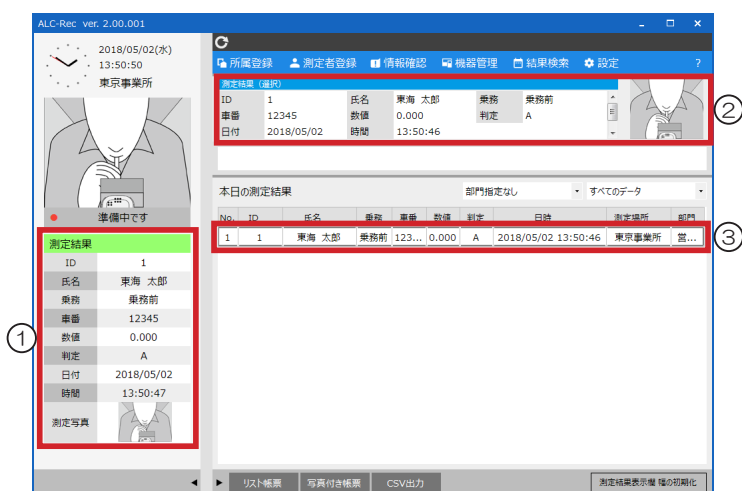 ALC-Rec ver. 2.00.001
2018/05/02(水)
13:50:50
東京事業所
準備中です
測定結果
ID 1
氏名 東海 太郎
乗務 乗務前
車番 12345
数値 0.000
判定 A
日付 2018/05/02
時間 13:50:47
測定写真
①
所属登録 測定者登録 情報確認 機器管理 結果検索 設定 ?
測定結果 (選択)
ID 1 氏名 東海 太郎 乗務 乗務前
車番 12345 数値 0.000 判定 A
日付 2018/05/02 時間 13:50:46
②
本日の測定結果 部門指定なし すべてのデータ
No. ID 氏名 乗務 車番 数値 判定 日時 測定場所 部門
1 1 東海 太郎 乗務前 123... 0.000 A 2018/05/02 13:50:46 東京事業所 営...
③
リスト帳票 写真付き帳票 CSV出力 測定結果表示欄 幅の初期化